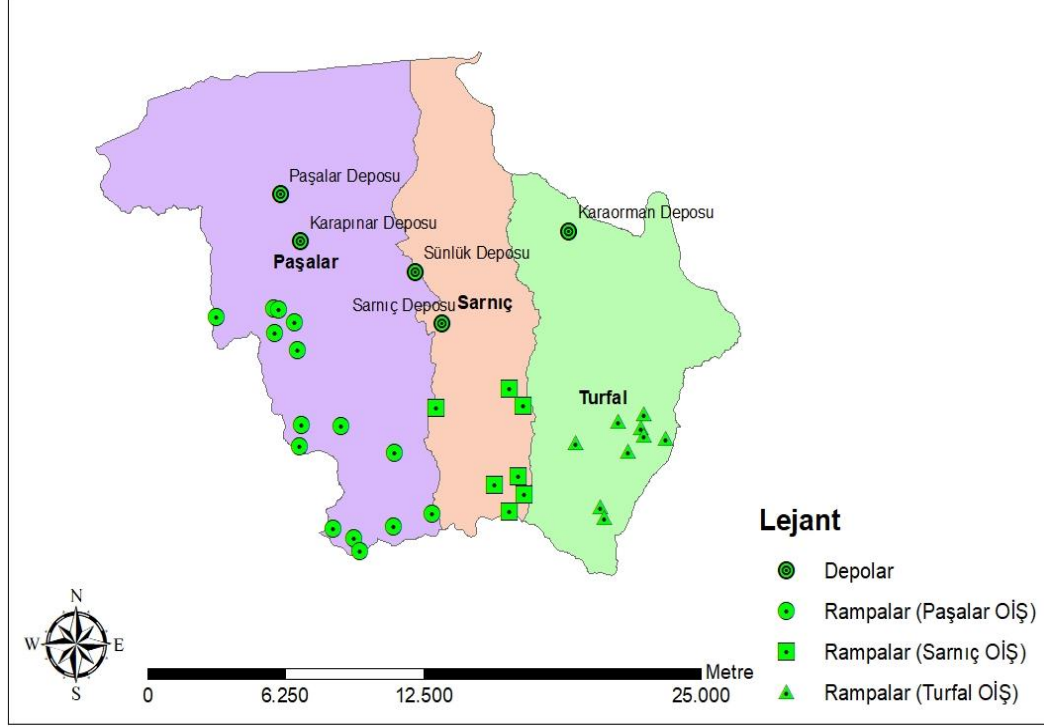 Paşalar Deposu
Karapınar Deposu
Paşalar
Karaorman Deposu
Sünlük Deposu
Sarnıç Deposu
Sarnıç
Turfal
Lejant
Depolar
Rampalar (Paşalar OİŞ)
Rampalar (Sarnıç OİŞ)
Rampalar (Turfal OİŞ)
N
W E
S
Metre
0 6.250 12.500 25.000